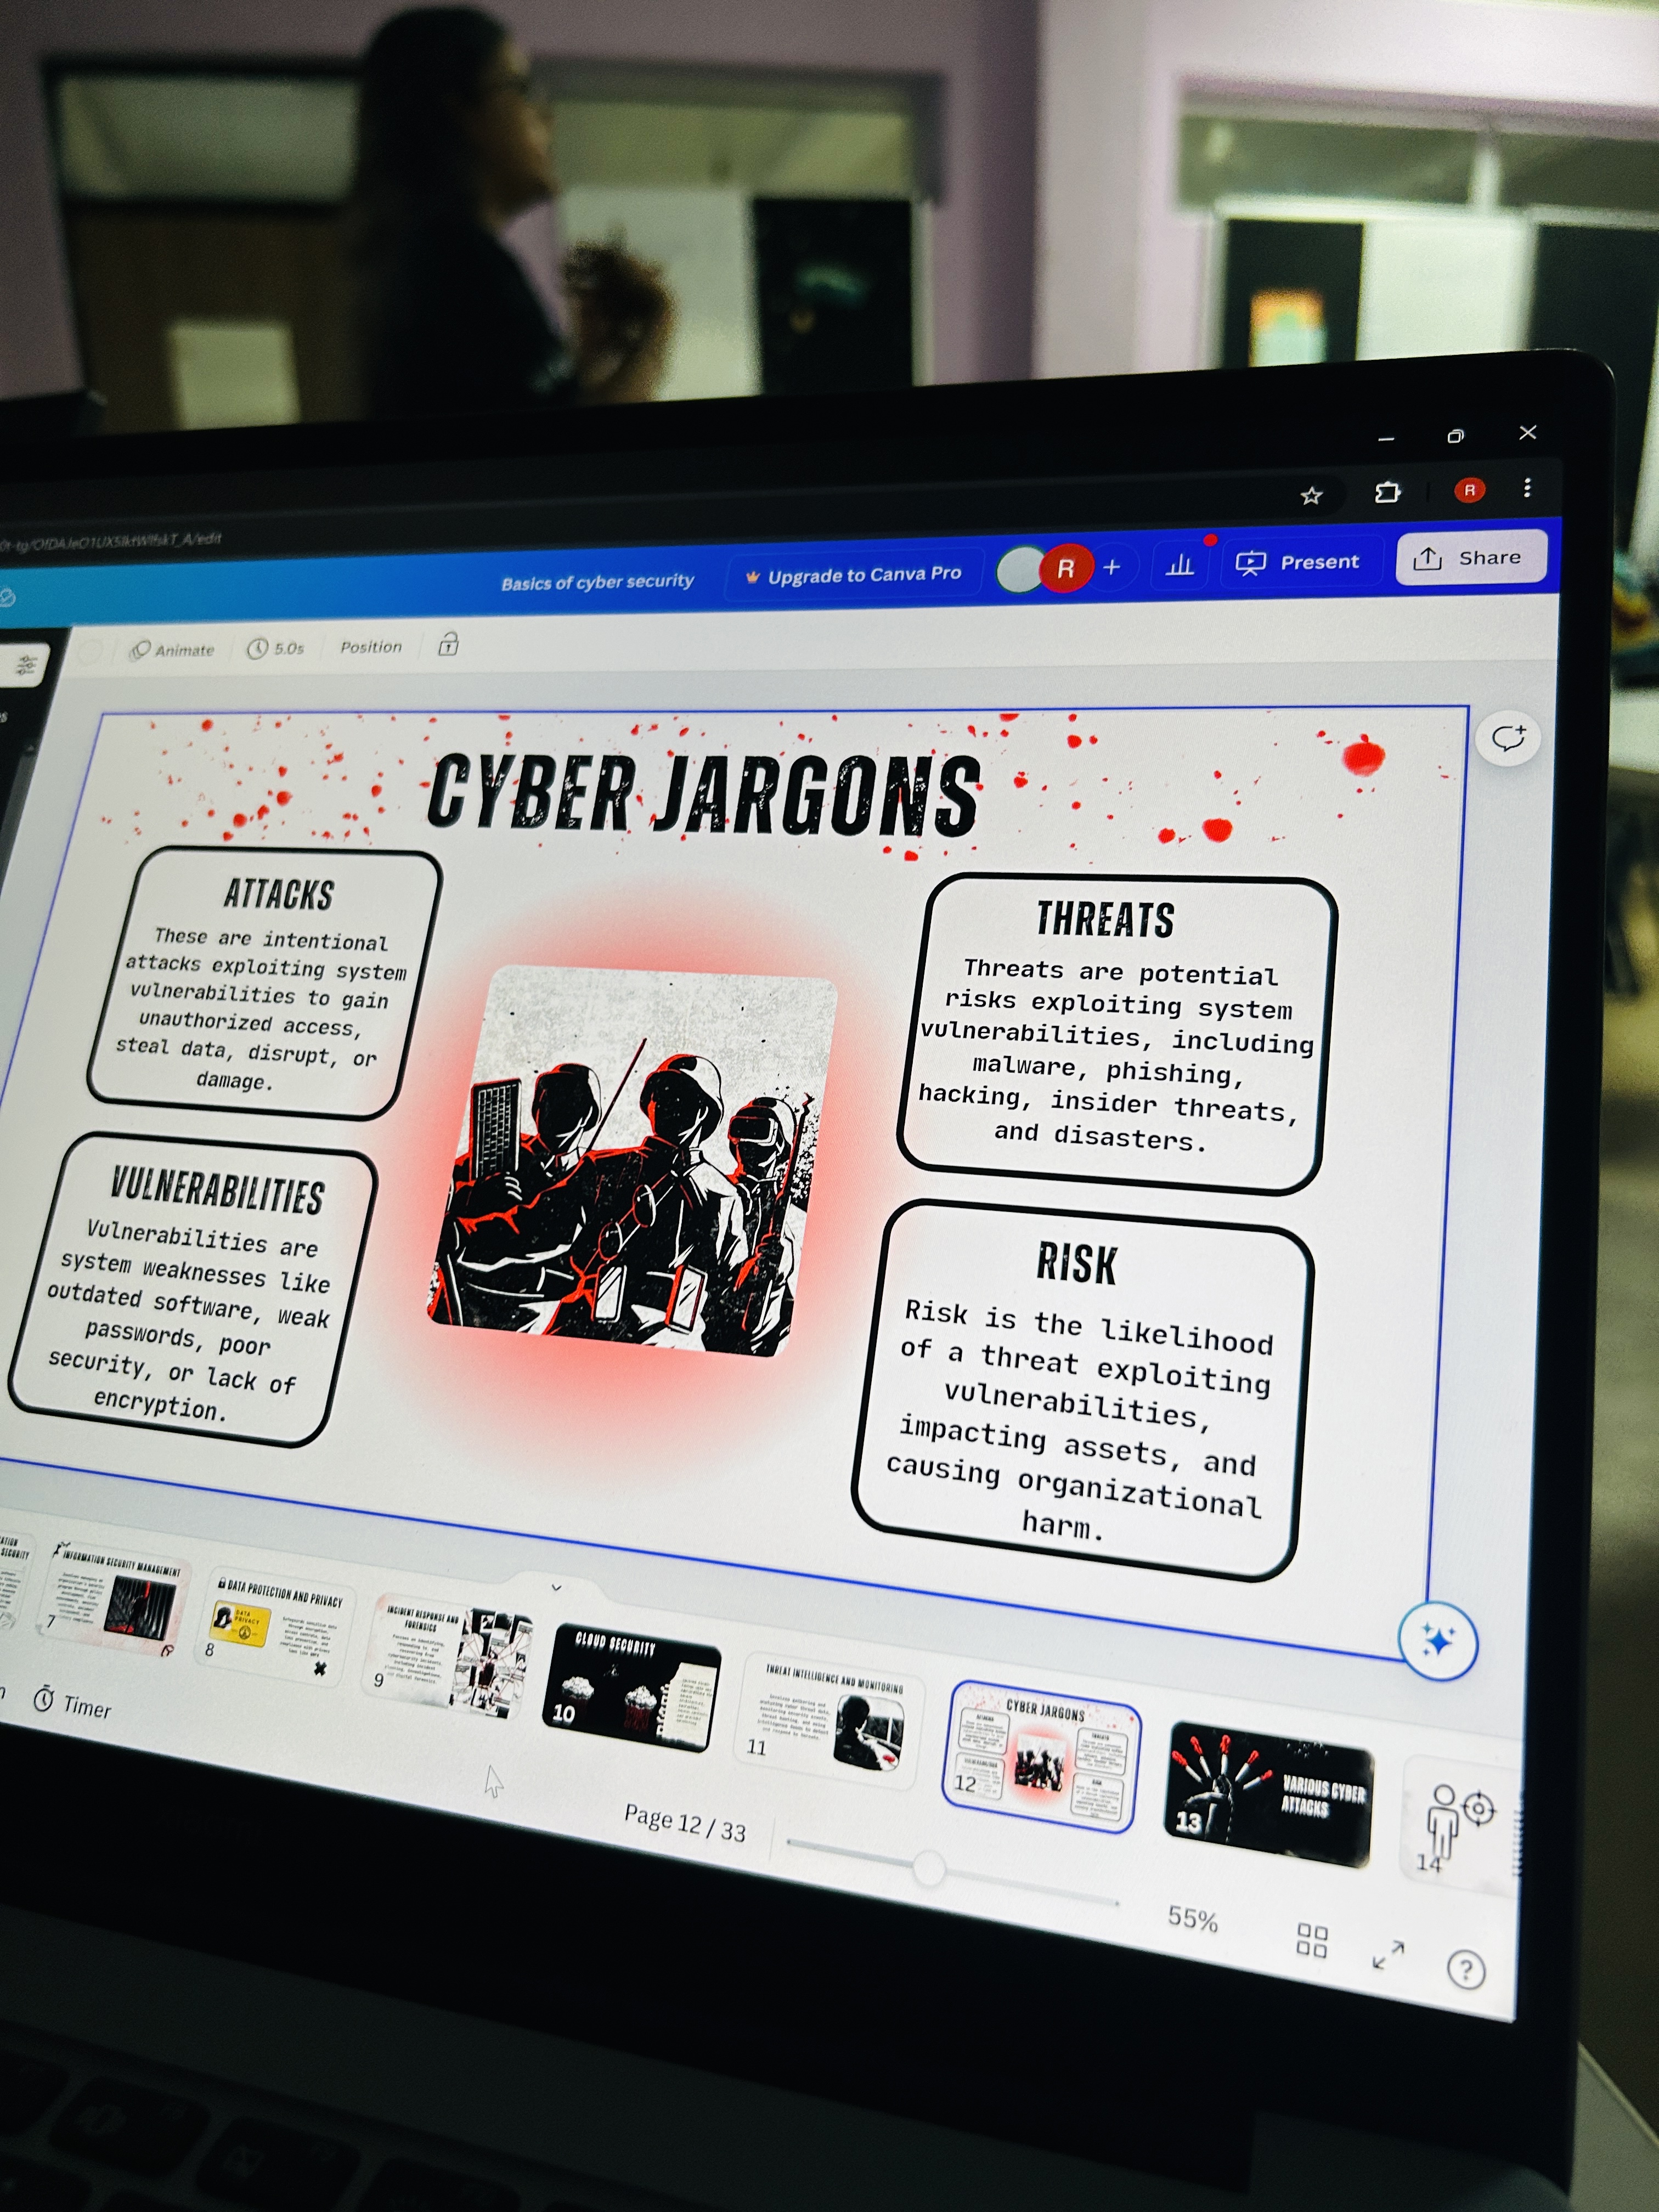 Basics of cyber security
Upgrade to Canva Pro
R
R
Present
Share
Animate
5.0s
Position
CYBER JARGONS
ATTACKS
These are intentional
attacks exploiting system
vulnerabilities to gain
unauthorized access,
steal data, disrupt, or
damage.
THREATS
Threats are potential
risks exploiting system
vulnerabilities, including
malware, phishing,
hacking, insider threats,
and disasters.
VULNERABILITIES
Vulnerabilities are
system weaknesses like
outdated software, weak
passwords, poor
security, or lack of
encryption.
RISK
Risk is the likelihood
of a threat exploiting
vulnerabilities,
impacting assets, and
causing organizational
harm.
SECURITY
INFORMATION SECURITY MANAGEMENT
7
DATA PROTECTION AND PRIVACY
DATA
PRIVACY
8
INCIDENT RESPONSE AND
FORENSICS
9
CLOUD SECURITY
10
THREAT INTELLIGENCE AND MONITORING
11
CYBER JARGONS
12
VARIOUS CYBER
ATTACKS
13
14
Timer
Page 12 / 33
55%